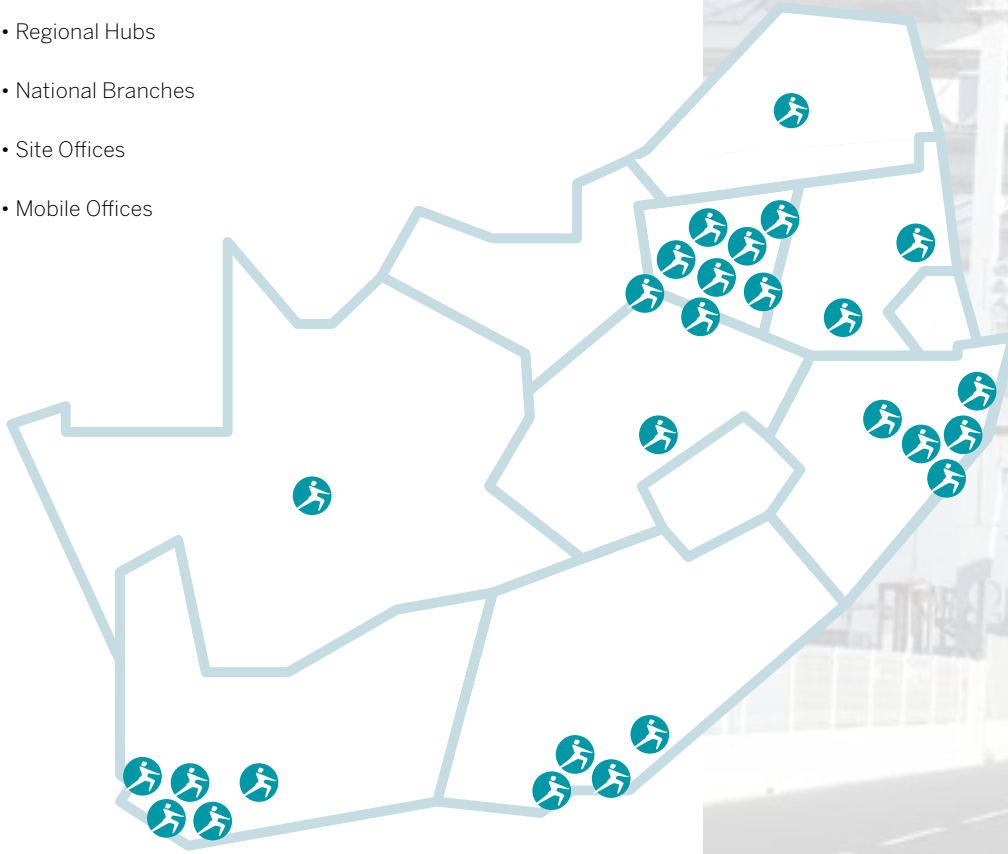 • Regional Hubs
• National Branches
• Site Offices
• Mobile Offices